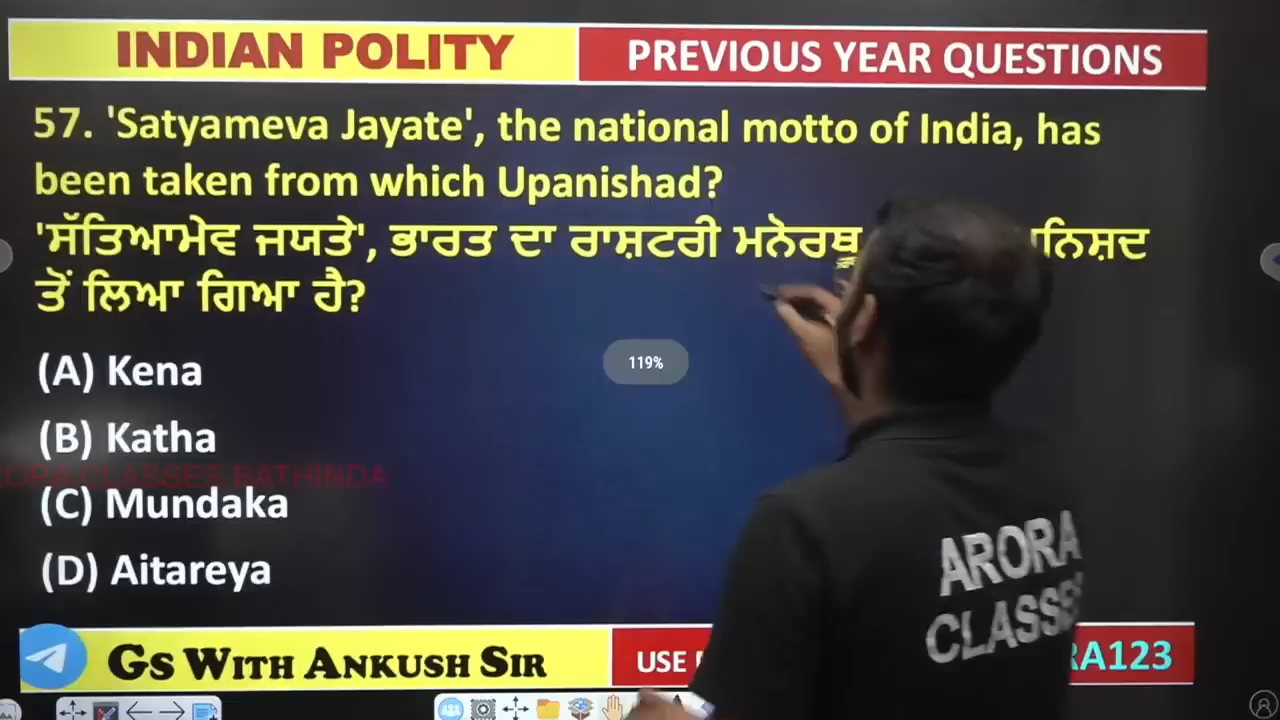 INDIAN POLITY
PREVIOUS YEAR QUESTIONS
57. 'Satyameva Jayate', the national motto of India, has
been taken from which Upanishad?
'ਸੱਤਿਆਮੇਵ ਜਯਤੇ', ਭਾਰਤ ਦਾ ਰਾਸ਼ਟਰੀ ਮਨੋਰਥ
ਤੋਂ ਲਿਆ ਗਿਆ ਹੈ?
119%
(A) Kena
(B) Katha
CLASSES BATHINDA
(C) Mundaka
(D) Aitareya
ARORA
CLASSES
GS WITH ANKUSH SIR
USE